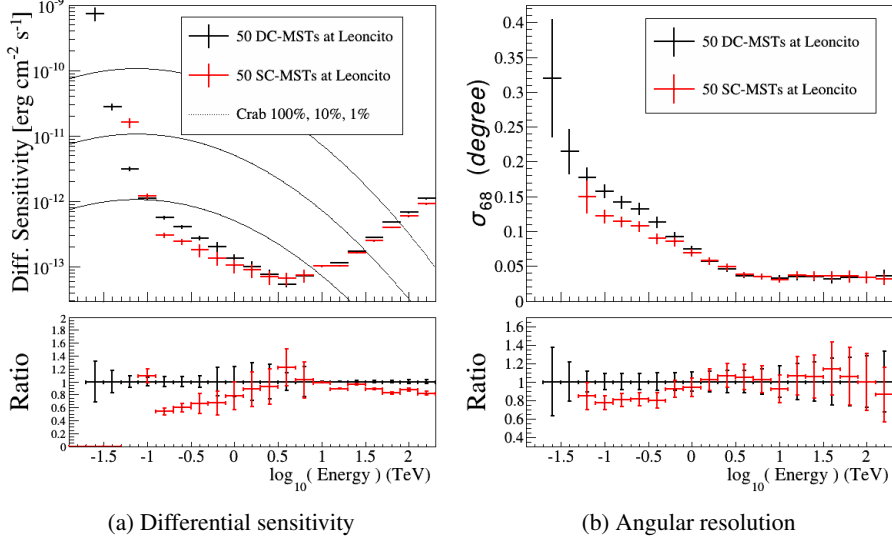 Diff. Sensitivity [erg cm-2 s-1]
10-9
10-10
10-11
10-12
10-13
50 DC-MSTs at Leoncito
50 SC-MSTs at Leoncito
Crab 100%, 10%, 1%
Ratio
2
1.8
1.6
1.4
1.2
1
0.8
0.6
0.4
0.2
0
-1.5 -1 -0.5 0 0.5 1 1.5 2
log10( Energy ) (TeV)
(a) Differential sensitivity
σ68 (degree)
0.4
0.35
0.3
0.25
0.2
0.15
0.1
0.05
0
50 DC-MSTs at Leoncito
50 SC-MSTs at Leoncito
Ratio
1.6
1.4
1.2
1
0.8
0.6
0.4
-1.5 -1 -0.5 0 0.5 1 1.5 2
log10( Energy ) (TeV)
(b) Angular resolution